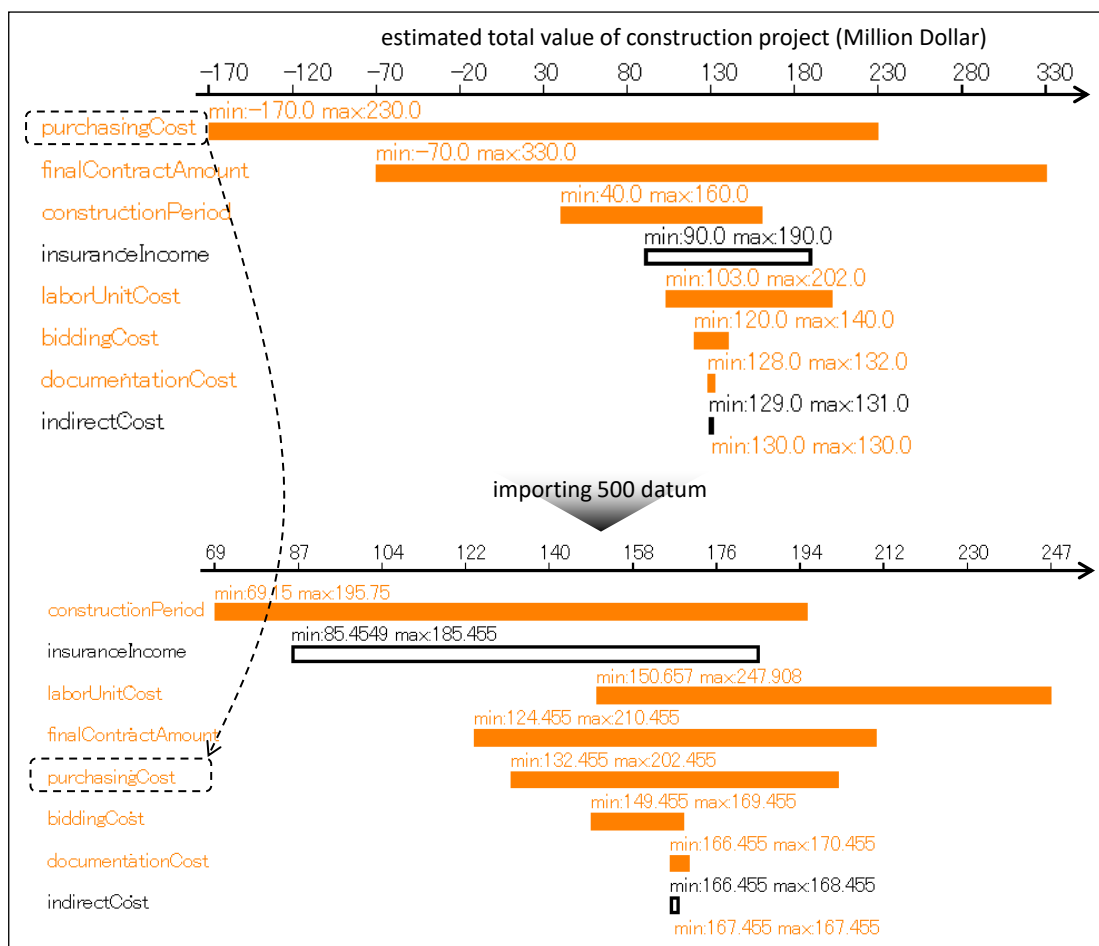 estimated total value of construction project (Million Dollar)
−170 −120 −70 −20 30 80 130 180 230 280 330
min:−170.0 max:230.0
purchasingCost
min:−70.0 max:330.0
finalContractAmount
min:40.0 max:160.0
constructionPeriod
min:90.0 max:190.0
insuranceIncome
min:103.0 max:202.0
laborUnitCost
min:120.0 max:140.0
biddingCost
min:128.0 max:132.0
documentationCost
min:129.0 max:131.0
indirectCost
min:130.0 max:130.0
importing 500 datum
69 87 104 122 140 158 176 194 212 230 247
min:69.15 max:195.75
constructionPeriod
min:85.4549 max:185.455
insuranceIncome
min:150.657 max:247.908
laborUnitCost
min:124.455 max:210.455
finalContractAmount
min:132.455 max:202.455
purchasingCost
min:149.455 max:169.455
biddingCost
min:166.455 max:170.455
documentationCost
min:166.455 max:168.455
indirectCost
min:167.455 max:167.455